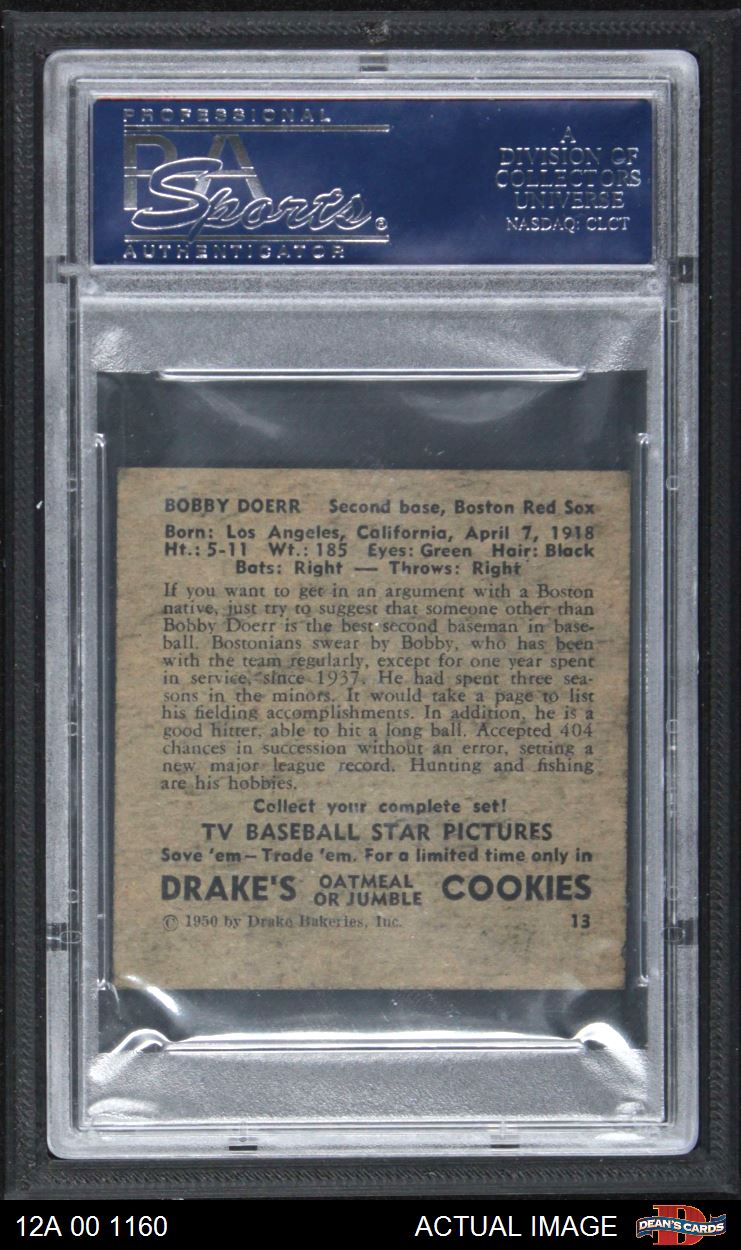 PROFESSIONAL
PSA
Sports
AUTHENTICATOR
A
DIVISION OF
COLLECTORS
UNIVERSE
NASDAQ: CLCT
BOBBY DOERR Second base, Boston Red Sox
Born: Los Angeles, California, April 7, 1918
Ht.: 5-11 Wt.: 185 Eyes: Green Hair: Black
Bats: Right — Throws: Right
If you want to get in an argument with a Boston
native, just try to suggest that someone other than
Bobby Doerr is the best second baseman in base-
ball. Bostonians swear by Bobby, who has been
with the team regularly, except for one year spent
in service, since 1937. He had spent three sea-
sons in the minors. It would take a page to list
his fielding accomplishments. In addition, he is a
good hitter, able to hit a long ball. Accepted 404
chances in succession without an error, setting a
new major league record. Hunting and fishing
are his hobbies.
Collect your complete set!
TV BASEBALL STAR PICTURES
Save 'em — Trade 'em. For a limited time only in
DRAKE'S OATMEAL OR JUMBLE COOKIES
© 1950 by Drake Bakeries, Inc. 13
12A 00 1160 ACTUAL IMAGE DEAN'S CARDS